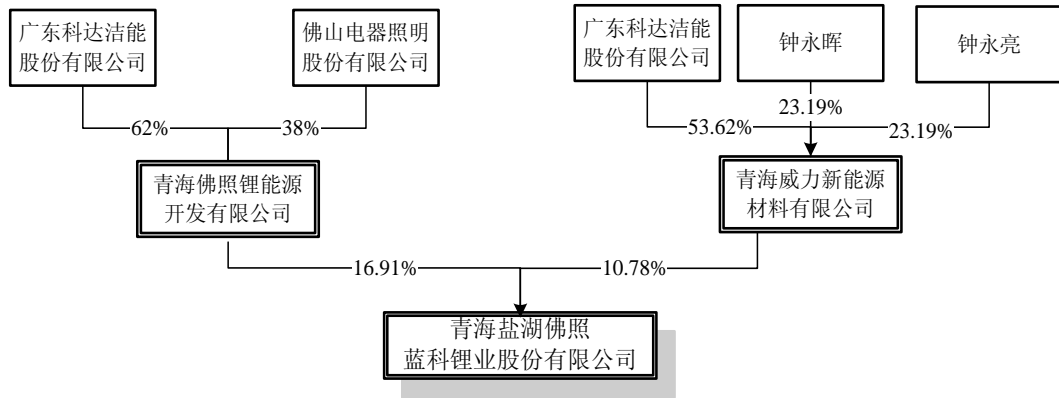 广东科达洁能
股份有限公司
佛山电器照明
股份有限公司
广东科达洁能
股份有限公司
钟永晖
钟永亮
62%
38%
53.62%
23.19%
23.19%
青海佛照锂能源
开发有限公司
青海威力新能源
材料有限公司
16.91%
10.78%
青海盐湖佛照
蓝科锂业股份有限公司